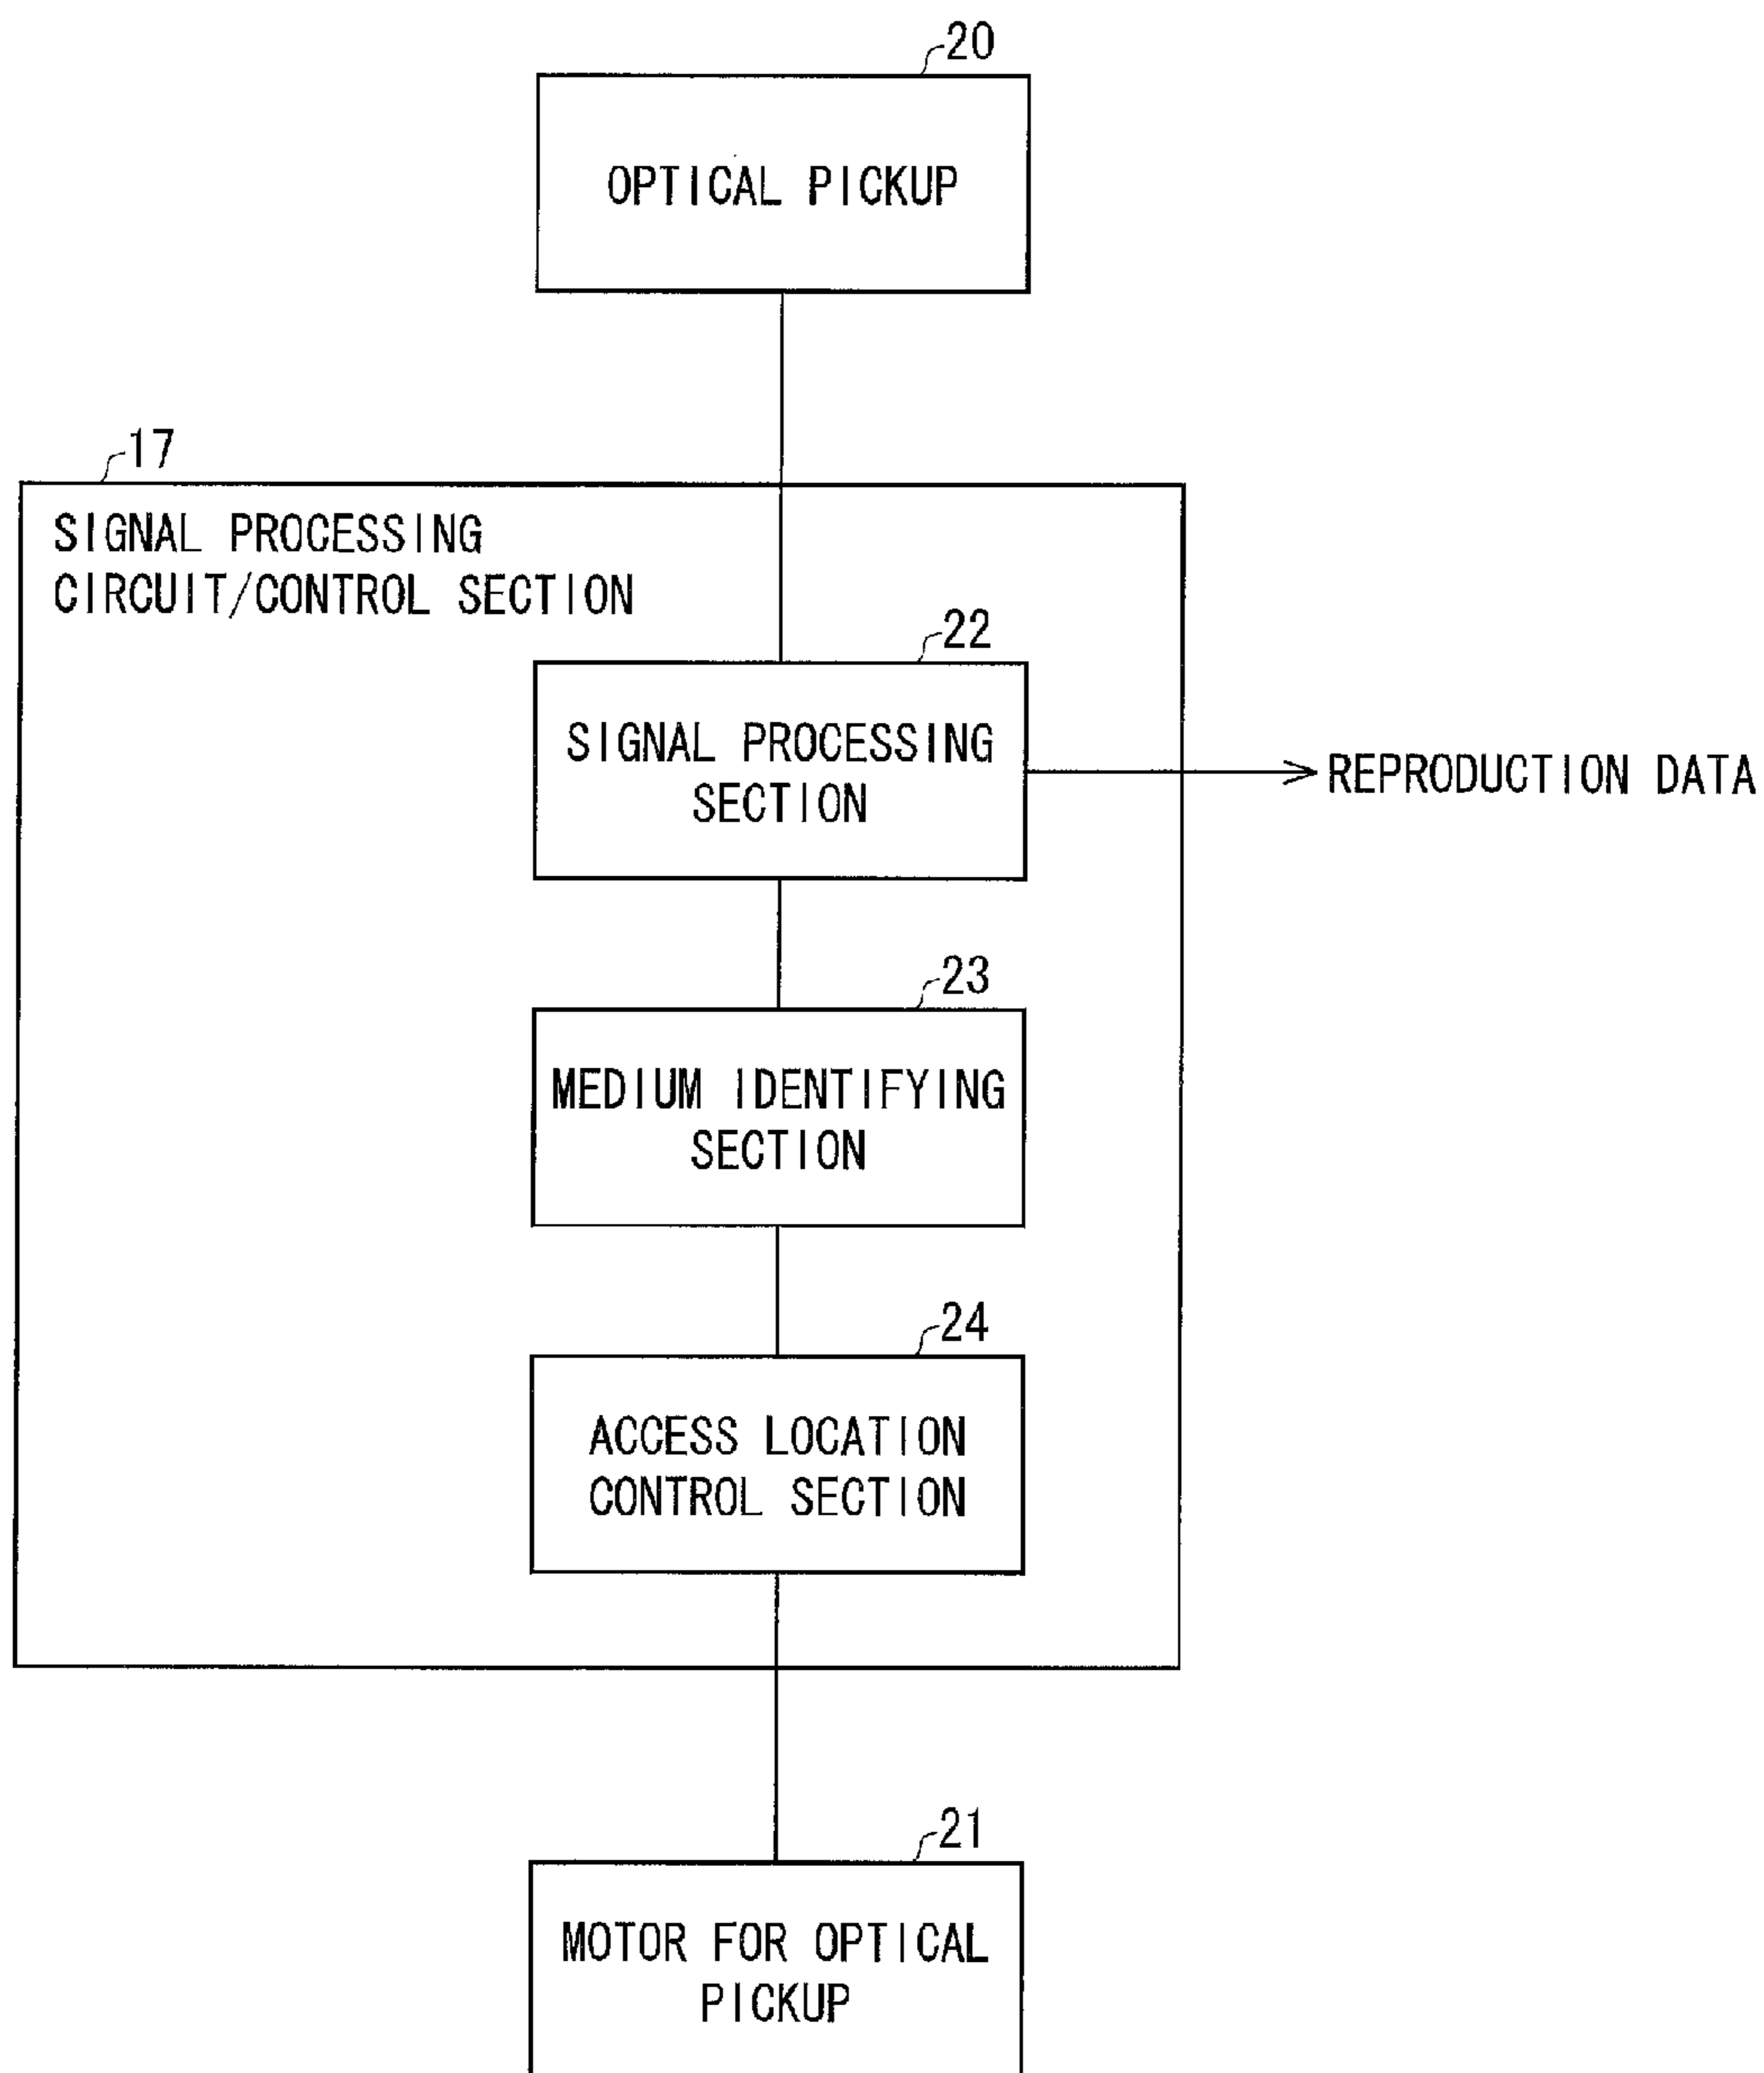 20
OPTICAL PICKUP
17
SIGNAL PROCESSING
CIRCUIT/CONTROL SECTION
22
SIGNAL PROCESSING
SECTION
REPRODUCTION DATA
23
MEDIUM IDENTIFYING
SECTION
24
ACCESS LOCATION
CONTROL SECTION
21
MOTOR FOR OPTICAL
PICKUP